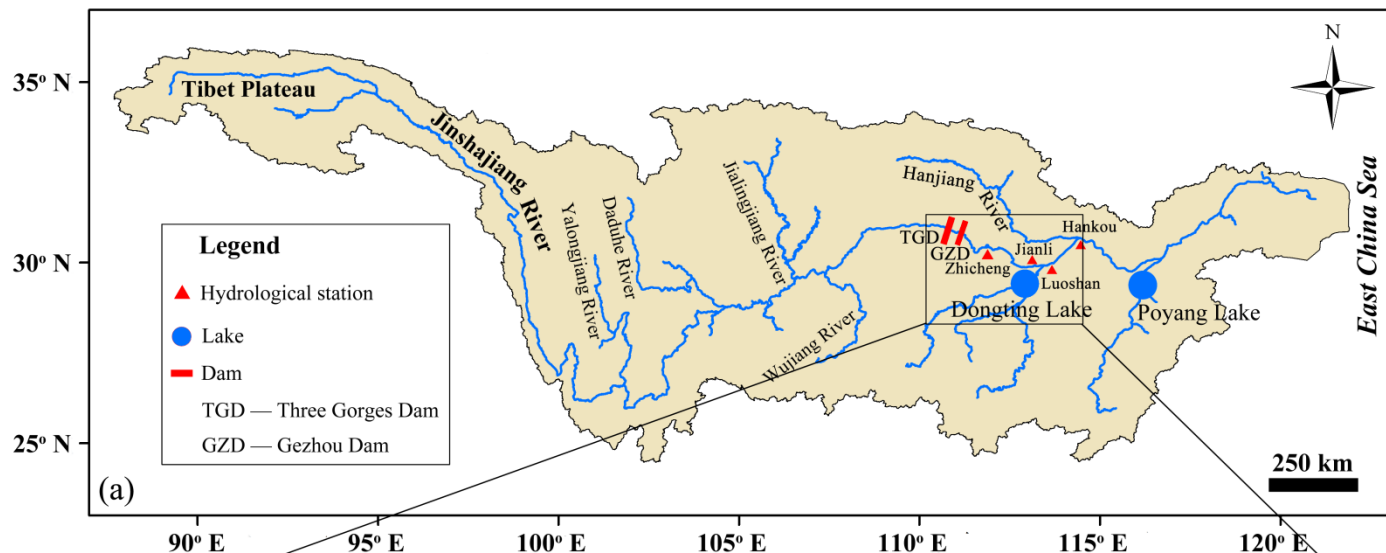 N
35° N
30° N
25° N
Tibet Plateau
Jinshajiang
River
Yalongjiang River
Daduhe River
Jialingjiang River
Wujiang River
Hanjiang
River
TGD
GZD
Zhicheng
Jianli
Hankou
Luoshan
Dongting Lake
Poyang Lake
East China Sea
Legend
Hydrological station
Lake
Dam
TGD — Three Gorges Dam
GZD — Gezhou Dam
(a)
250 km
90° E
95° E
100° E
105° E
110° E
115° E
120° E